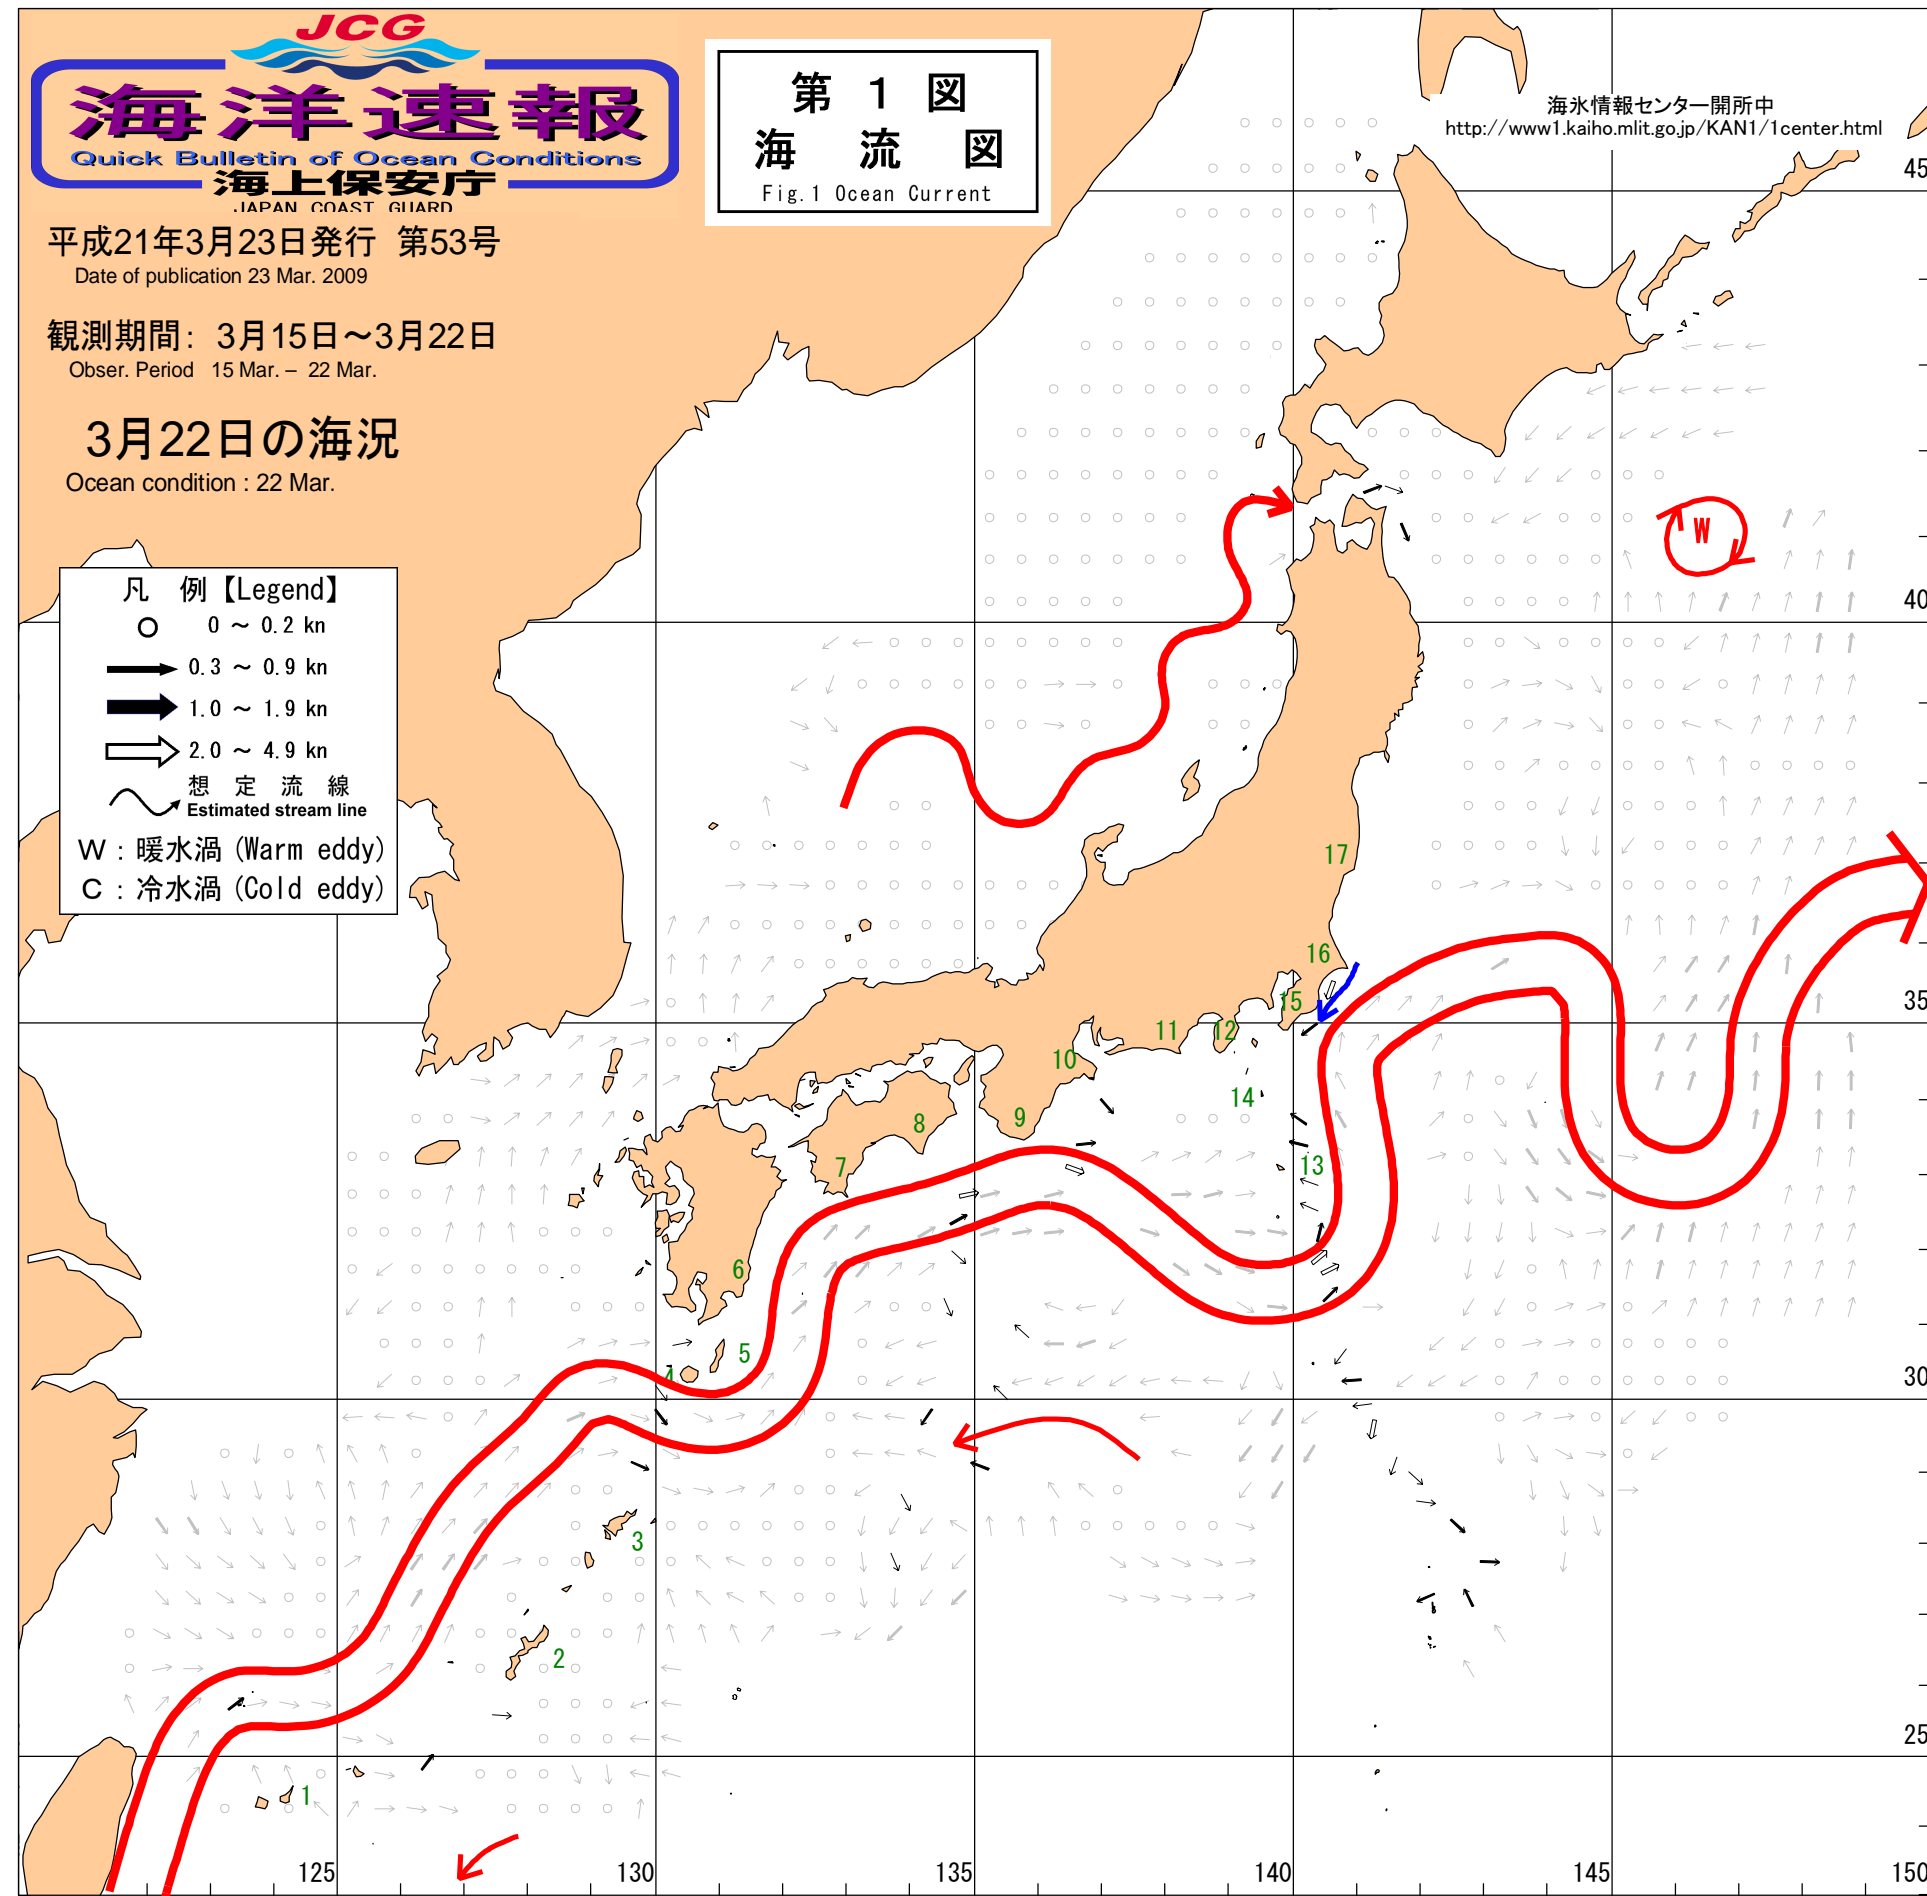 JCG
海洋速報
Quick Bulletin of Ocean Conditions
海上保安庁
JAPAN COAST GUARD
第 1 図
海 流 図
Fig.1 Ocean Current
海氷情報センター開所中
http://www1.kaiho.mlit.go.jp/KAN1/1center.html
平成21年3月23日発行 第53号
Date of publication 23 Mar. 2009
観測期間： 3月15日～3月22日
Obser. Period 15 Mar. – 22 Mar.
3月22日の海況
Ocean condition : 22 Mar.
凡 例【Legend】
0 ～ 0.2 kn
0.3 ～ 0.9 kn
1.0 ～ 1.9 kn
2.0 ～ 4.9 kn
想 定 流 線
Estimated stream line
W : 暖水渦 (Warm eddy)
C : 冷水渦 (Cold eddy)
45
W
40
17
16
35
15
11
12
10
14
9
8
7
13
6
5
4
30
3
2
25
1
125
130
135
140
145
150